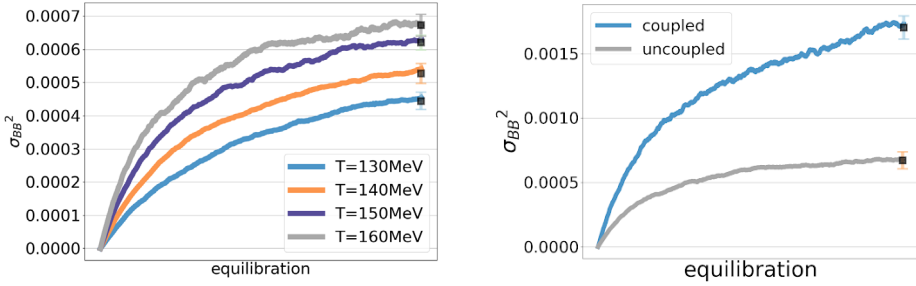 0.0007
0.0006
0.0005
0.0004
0.0003
0.0002
0.0001
0.0000
σBB²
T=130MeV
T=140MeV
T=150MeV
T=160MeV
equilibration
0.0015
0.0010
0.0005
0.0000
σBB²
coupled
uncoupled
equilibration